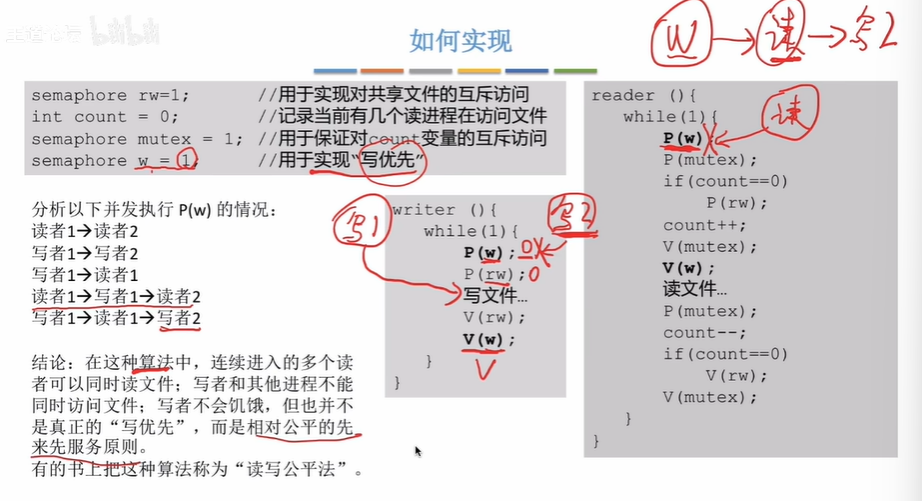 bilibili
如何实现
W → 读 → 写2
semaphore rw=1; //用于实现对共享文件的互斥访问
int count = 0; //记录当前有几个读进程在访问文件
semaphore mutex = 1; //用于保证对count变量的互斥访问
semaphore w = 1; //用于实现“写优先”
分析以下并发执行 P(w) 的情况:
读者1→读者2
写者1→写者2
写者1→读者1
读者1→写者1→读者2
写者1→读者1→写者2
结论:在这种算法中,连续进入的多个读
者可以同时读文件;写者和其他进程不能
同时访问文件;写者不会饥饿,但也并不
是真正的“写优先”,而是相对公平的先
来先服务原则。
有的书上把这种算法称为“读写公平法”。
写1
写2
writer (){
while(1){
P(w); 0
P(rw); 0
写文件…
V(rw);
V(w);
V
}
}
reader (){
while(1){
读
P(w);
P(mutex);
if(count==0)
P(rw);
count++;
V(mutex);
V(w);
读文件…
P(mutex);
count--;
if(count==0)
V(rw);
V(mutex);
}
}